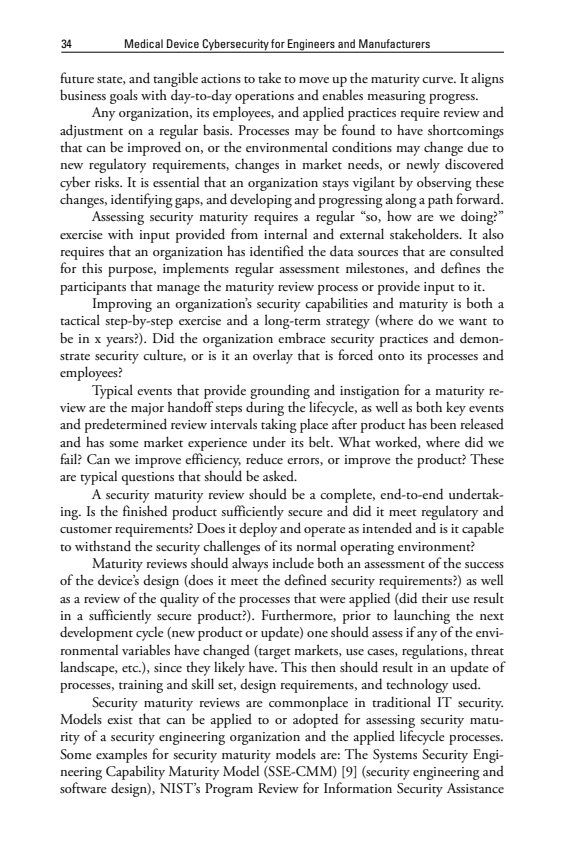 34 Medical Device Cybersecurity for Engineers and Manufacturers
future state, and tangible actions to take to move up the maturity curve. It aligns
business goals with day-to-day operations and enables measuring progress.
Any organization, its employees, and applied practices require review and
adjustment on a regular basis. Processes may be found to have shortcomings
that can be improved on, or the environmental conditions may change due to
new regulatory requirements, changes in market needs, or newly discovered
cyber risks. It is essential that an organization stays vigilant by observing these
changes, identifying gaps, and developing and progressing along a path forward.
Assessing security maturity requires a regular “so, how are we doing?”
exercise with input provided from internal and external stakeholders. It also
requires that an organization has identified the data sources that are consulted
for this purpose, implements regular assessment milestones, and defines the
participants that manage the maturity review process or provide input to it.
Improving an organization’s security capabilities and maturity is both a
tactical step-by-step exercise and a long-term strategy (where do we want to
be in x years?). Did the organization embrace security practices and demon-
strate security culture, or is it an overlay that is forced onto its processes and
employees?
Typical events that provide grounding and instigation for a maturity re-
view are the major handoff steps during the lifecycle, as well as both key events
and predetermined review intervals taking place after product has been released
and has some market experience under its belt. What worked, where did we
fail? Can we improve efficiency, reduce errors, or improve the product? These
are typical questions that should be asked.
A security maturity review should be a complete, end-to-end undertak-
ing. Is the finished product sufficiently secure and did it meet regulatory and
customer requirements? Does it deploy and operate as intended and is it capable
to withstand the security challenges of its normal operating environment?
Maturity reviews should always include both an assessment of the success
of the device’s design (does it meet the defined security requirements?) as well
as a review of the quality of the processes that were applied (did their use result
in a sufficiently secure product?). Furthermore, prior to launching the next
development cycle (new product or update) one should assess if any of the envi-
ronmental variables have changed (target markets, use cases, regulations, threat
landscape, etc.), since they likely have. This then should result in an update of
processes, training and skill set, design requirements, and technology used.
Security maturity reviews are commonplace in traditional IT security.
Models exist that can be applied to or adopted for assessing security matu-
rity of a security engineering organization and the applied lifecycle processes.
Some examples for security maturity models are: The Systems Security Engi-
neering Capability Maturity Model (SSE-CMM) [9] (security engineering and
software design), NIST’s Program Review for Information Security Assistance